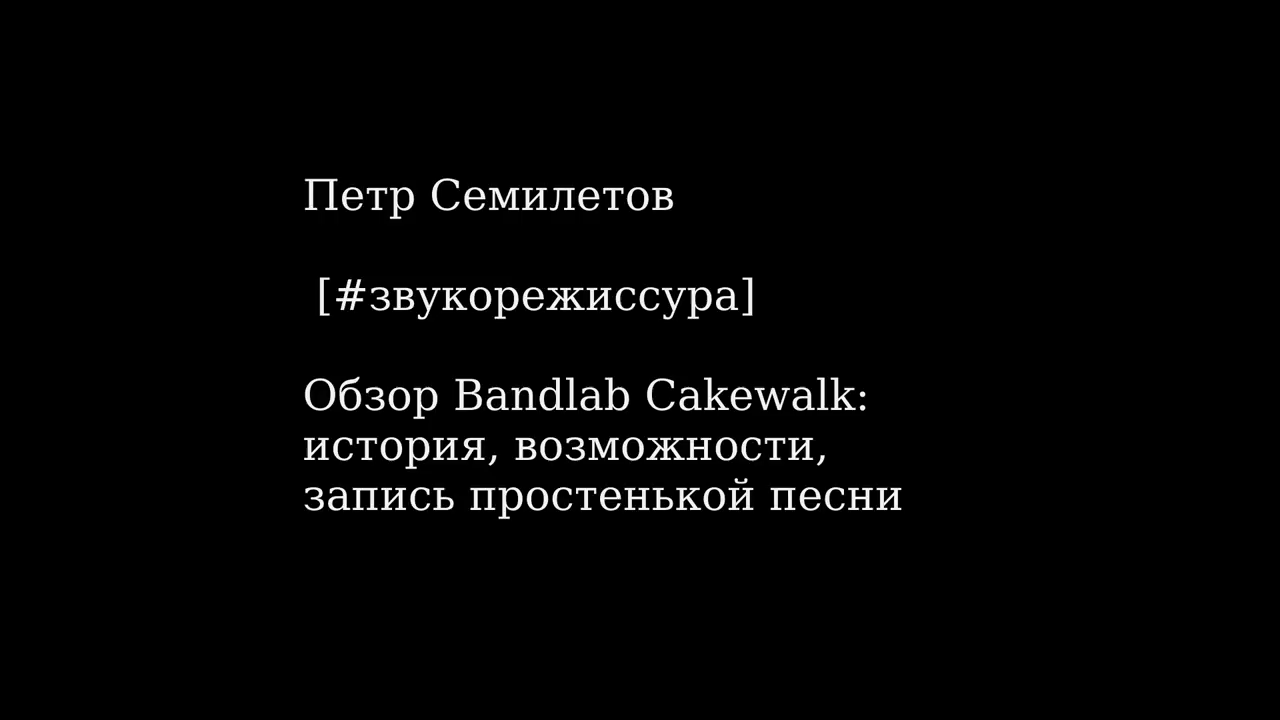 Петр Семилетов
[#звукорежиссура]
Обзор Bandlab Cakewalk:
история, возможности,
запись простенькой песни